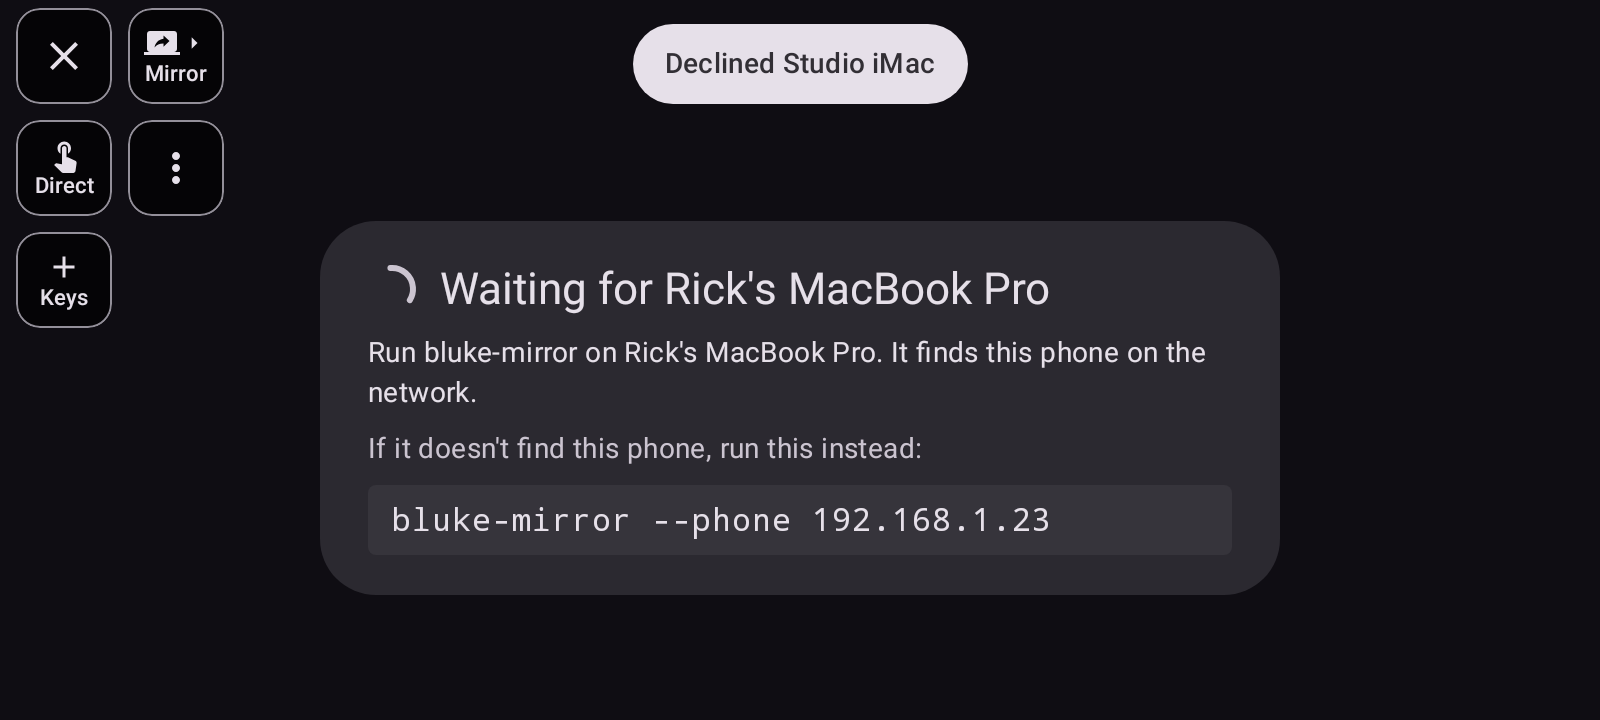 Mirror
Declined Studio iMac
Direct
Keys
Waiting for Rick's MacBook Pro
Run bluke-mirror on Rick's MacBook Pro. It finds this phone on the
network.
If it doesn't find this phone, run this instead:
bluke-mirror --phone 192.168.1.23